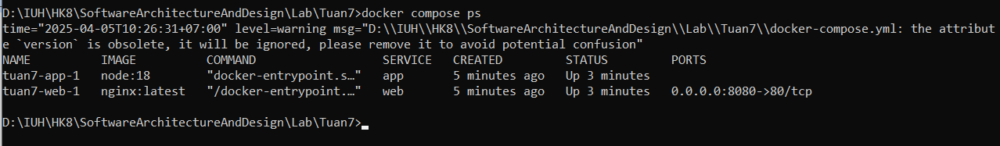 D:\IUH\HK8\SoftwareArchitectureAndDesign\Lab\Tuan7>docker compose ps
time="2025-04-05T10:26:31+07:00" level=warning msg="D:\\IUH\\HK8\\SoftwareArchitectureAndDesign\\Lab\\Tuan7\\docker-compose.yml: the attribut
e `version` is obsolete, it will be ignored, please remove it to avoid potential confusion"
NAME          IMAGE          COMMAND                  SERVICE   CREATED         STATUS         PORTS
tuan7-app-1   node:18        "docker-entrypoint.s…"   app       5 minutes ago   Up 3 minutes
tuan7-web-1   nginx:latest   "/docker-entrypoint.…"   web       5 minutes ago   Up 3 minutes   0.0.0.0:8080->80/tcp
D:\IUH\HK8\SoftwareArchitectureAndDesign\Lab\Tuan7>